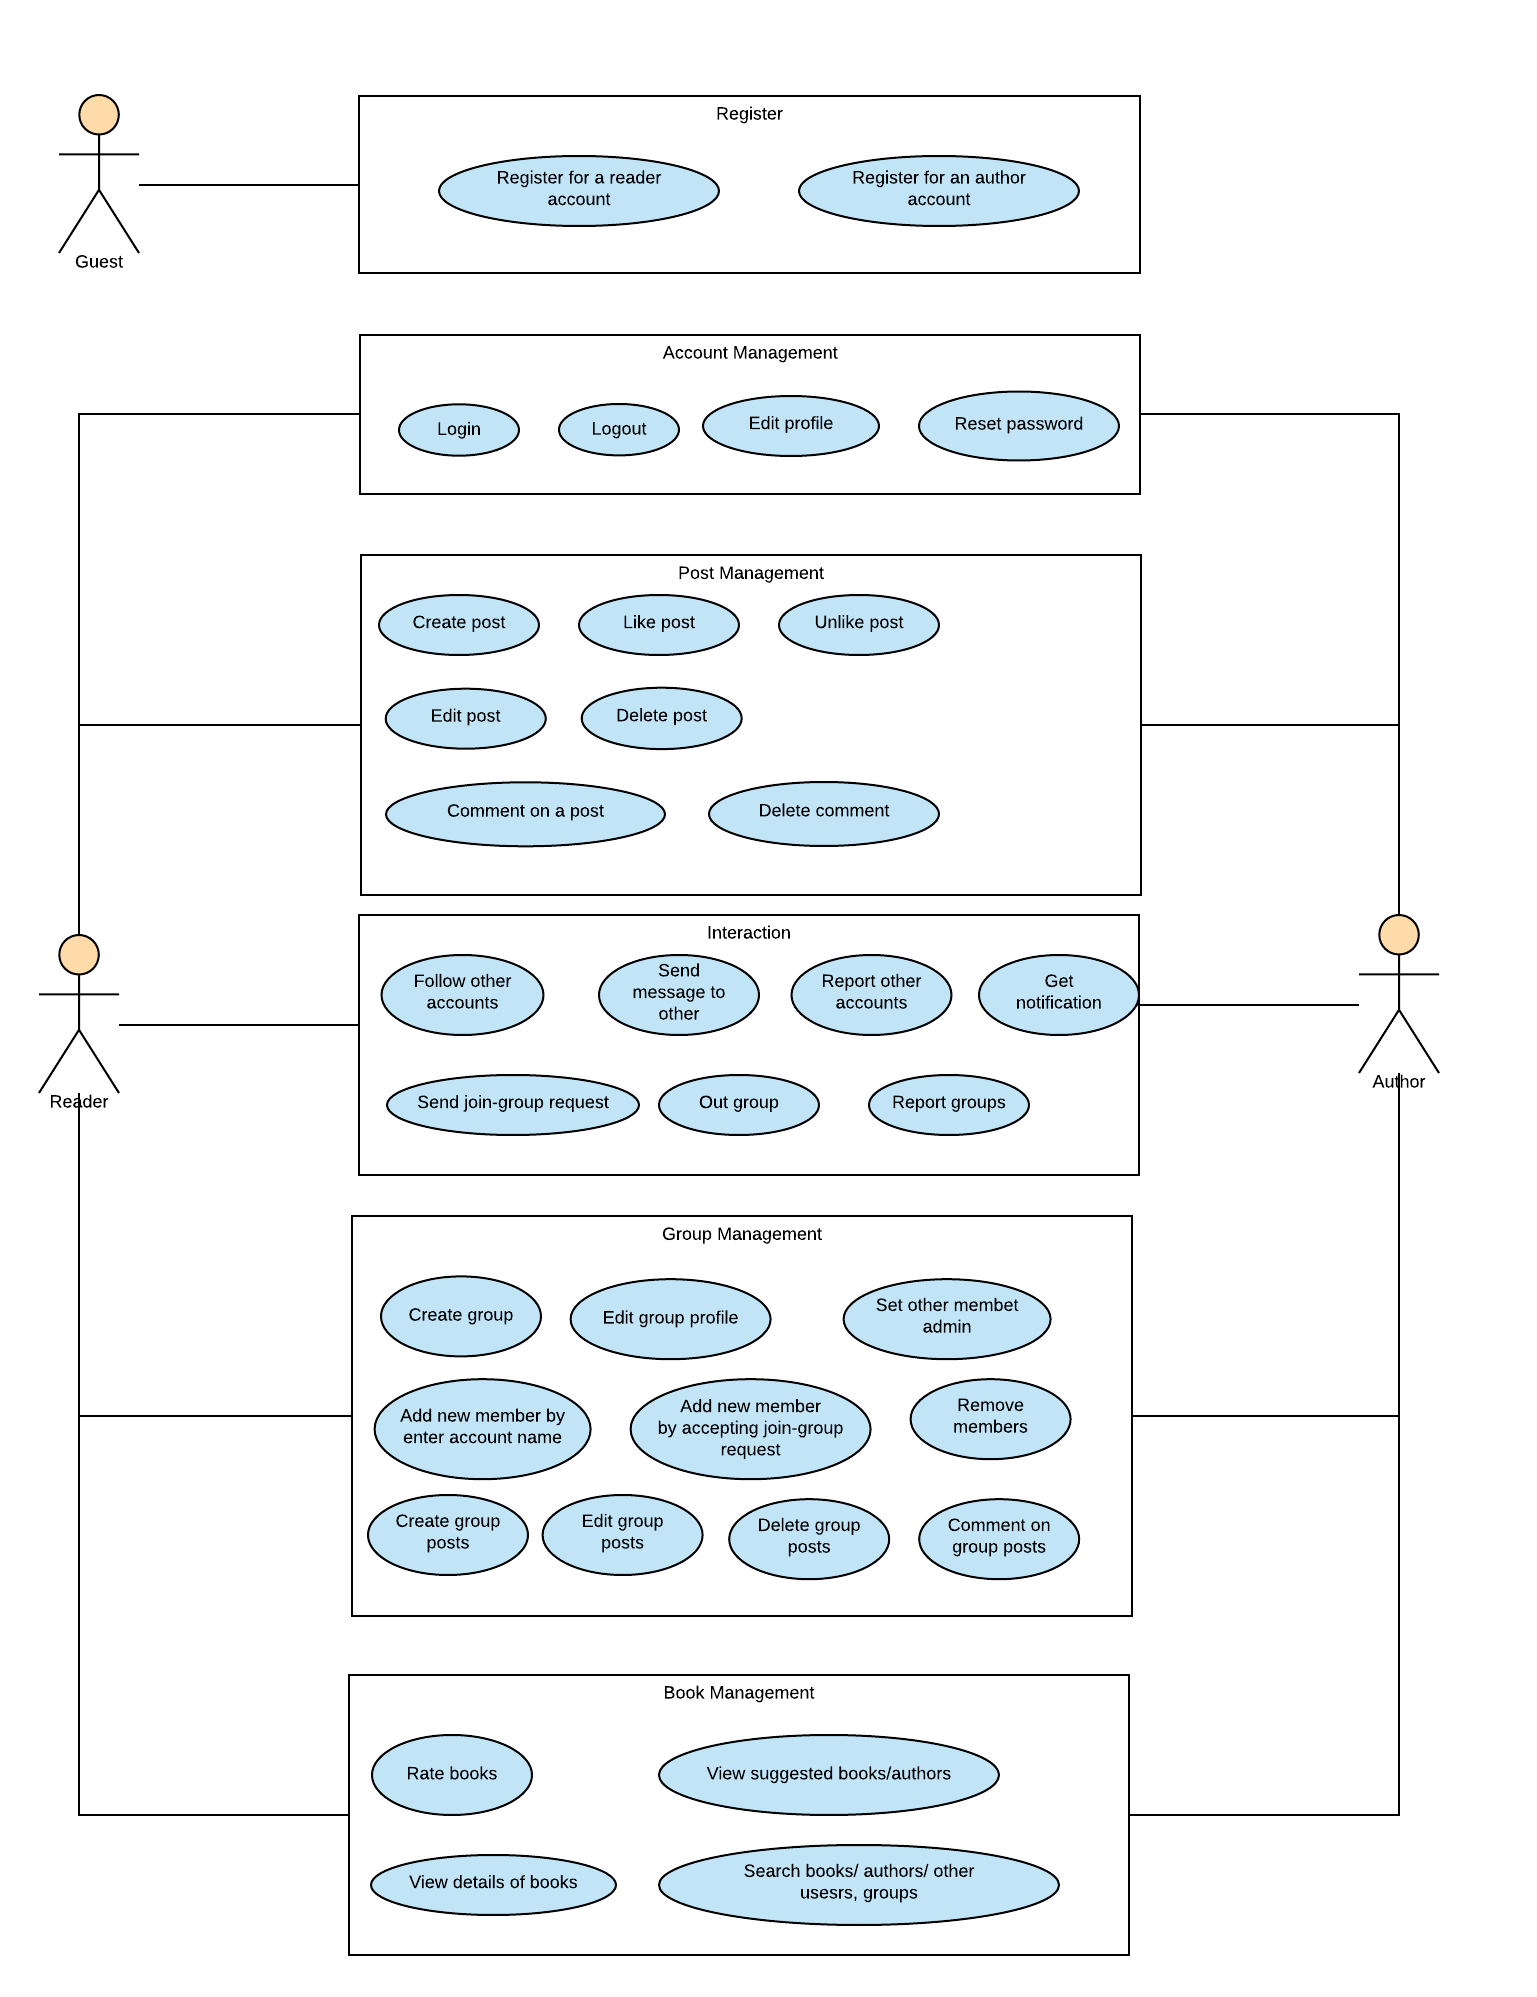 Register
Register for a reader
account
Register for an author
account
Guest
Account Management
Login
Logout
Edit profile
Reset password
Post Management
Create post
Like post
Unlike post
Edit post
Delete post
Comment on a post
Delete comment
Interaction
Follow other
accounts
Send
message to
other
Report other
accounts
Get
notification
Reader
Author
Send join-group request
Out group
Report groups
Group Management
Create group
Edit group profile
Set other membet
admin
Add new member by
enter account name
Add new member
by accepting join-group
request
Remove
members
Create group
posts
Edit group
posts
Delete group
posts
Comment on
group posts
Book Management
Rate books
View suggested books/authors
View details of books
Search books/ authors/ other
usesrs, groups